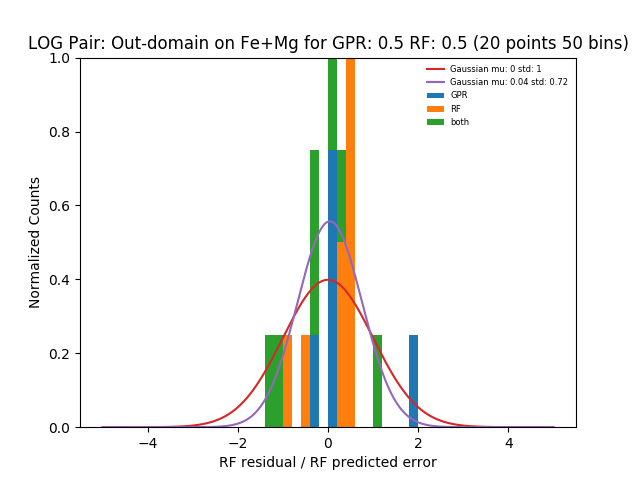 LOG Pair: Out-domain on Fe+Mg for GPR: 0.5 RF: 0.5 (20 points 50 bins)
Gaussian mu: 0 std: 1
Gaussian mu: 0.04 std: 0.72
GPR
RF
both
Normalized Counts
1.0
0.8
0.6
0.4
0.2
0.0
−4 −2 0 2 4
RF residual / RF predicted error